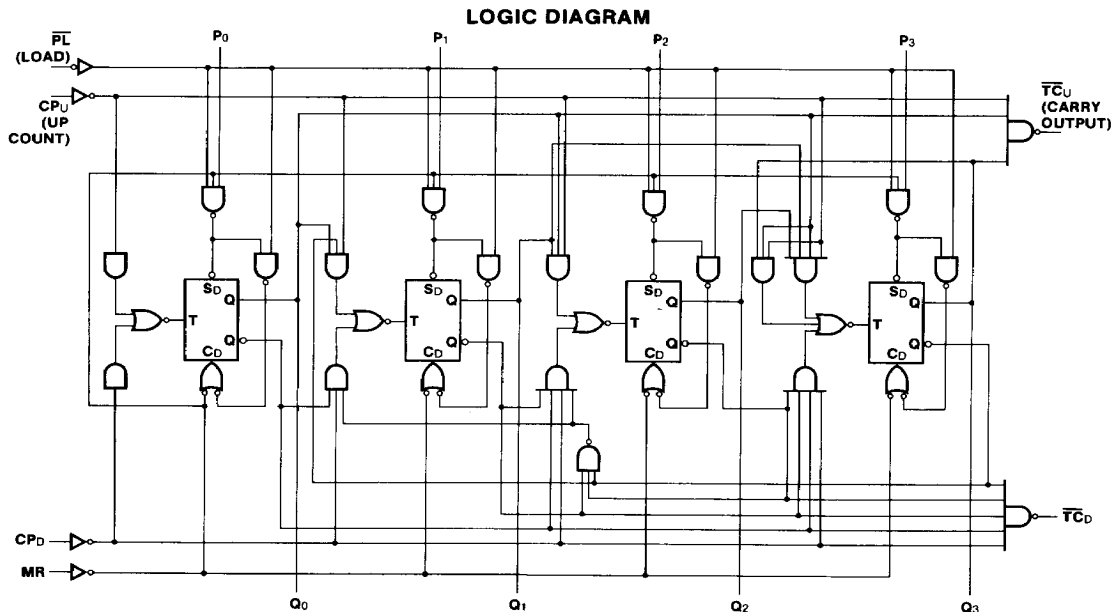 LOGIC DIAGRAM
PL
(LOAD)
P0
P1
P2
P3
CPU
(UP
COUNT)
TCU
(CARRY
OUTPUT)
SD
Q
T
Q
CD
SD
Q
T
Q
CD
SD
Q
T
Q
CD
SD
Q
T
Q
CD
CPD
TCD
MR
Q0
Q1
Q2
Q3